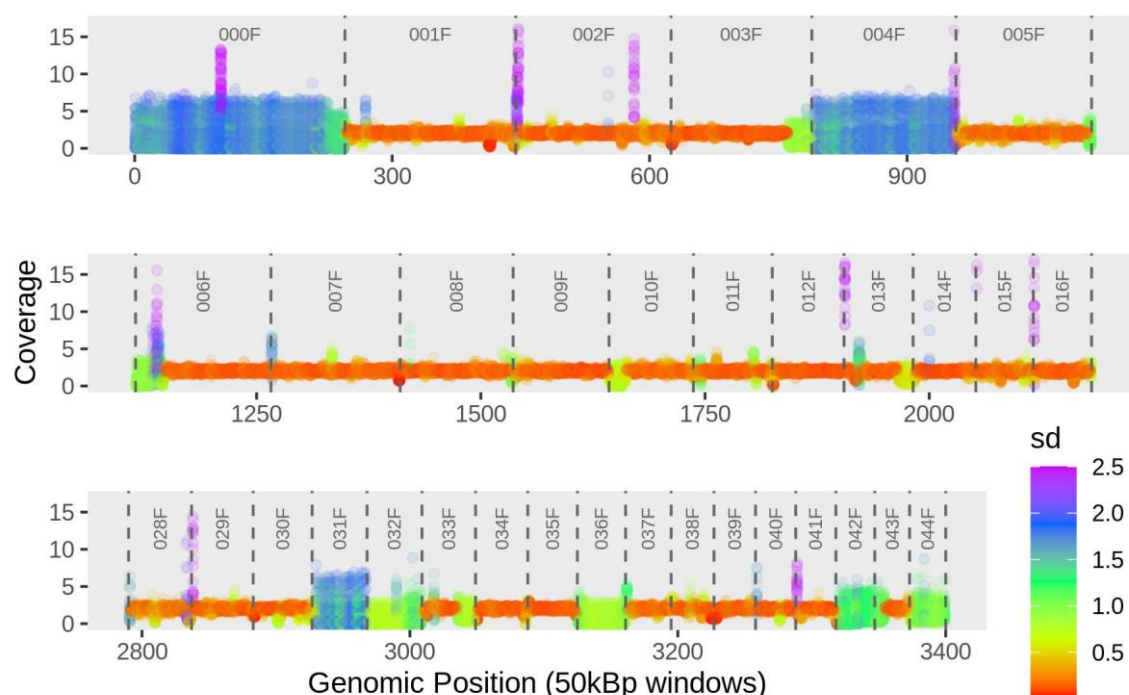 15
10
5
0
000F 001F 002F 003F 004F 005F
0 300 600 900
Coverage
15
10
5
0
006F 007F 008F 009F 010F 011F 012F 013F 014F 015F 016F
1250 1500 1750 2000
sd
2.5
2.0
1.5
1.0
0.5
15
10
5
0
028F 029F 030F 031F 032F 033F 034F 035F 036F 037F 038F 039F 040F 041F 042F 043F 044F
2800 3000 3200 3400
Genomic Position (50kBp windows)